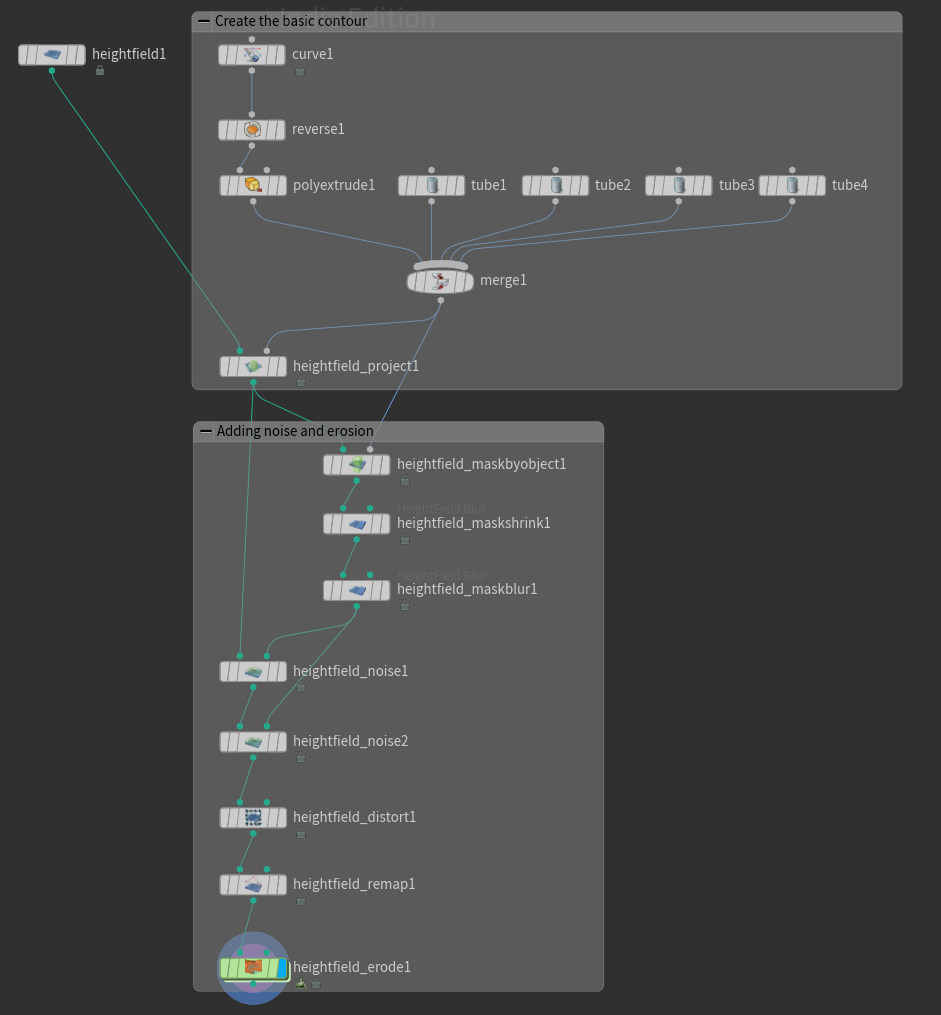 Indie Edition
Create the basic contour
heightfield1
curve1
reverse1
polyextrude1
tube1
tube2
tube3
tube4
merge1
heightfield_project1
Adding noise and erosion
heightfield_maskbyobject1
HeightField Blur
heightfield_maskshrink1
HeightField Blur
heightfield_maskblur1
heightfield_noise1
heightfield_noise2
heightfield_distort1
heightfield_remap1
heightfield_erode1